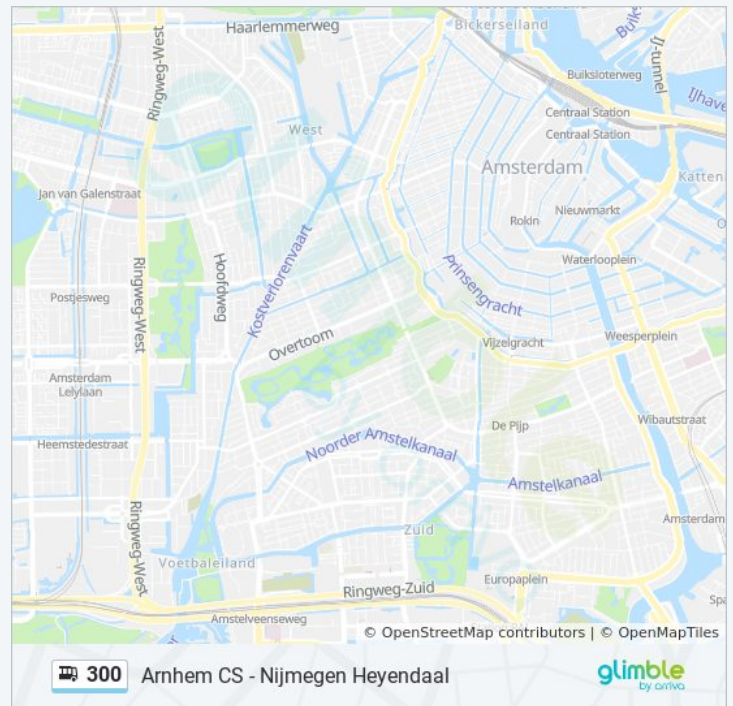 Haarlemmerweg
Bickerseiland
Buiks
IJ-tunnel
Ringweg-West
Buiksloterweg
IJhave
Centraal Station
West
Centraal Station
Amsterdam
Katten
Jan van Galenstraat
Nieuwmarkt
Rokin
O
Kostverlorenvaart
Waterlooplein
Hoofdweg
Prinsengracht
Ringweg-West
Postjesweg
Overtoom
Vijzelgracht
Weesperplein
Amsterdam
Lelylaan
De Pijp
Wibautstraat
Heemstedestraat
Noorder Amstelkanaal
Amstelkanaal
Ringweg-West
Amsterdam
Zuid
Voetbaleiland
Europaplein
Ringweg-Zuid
Spa
Amstelveenseweg
© OpenStreetMap contributors | © OpenMapTiles
300 Arnhem CS - Nijmegen Heyendaal
glimble
by arriva